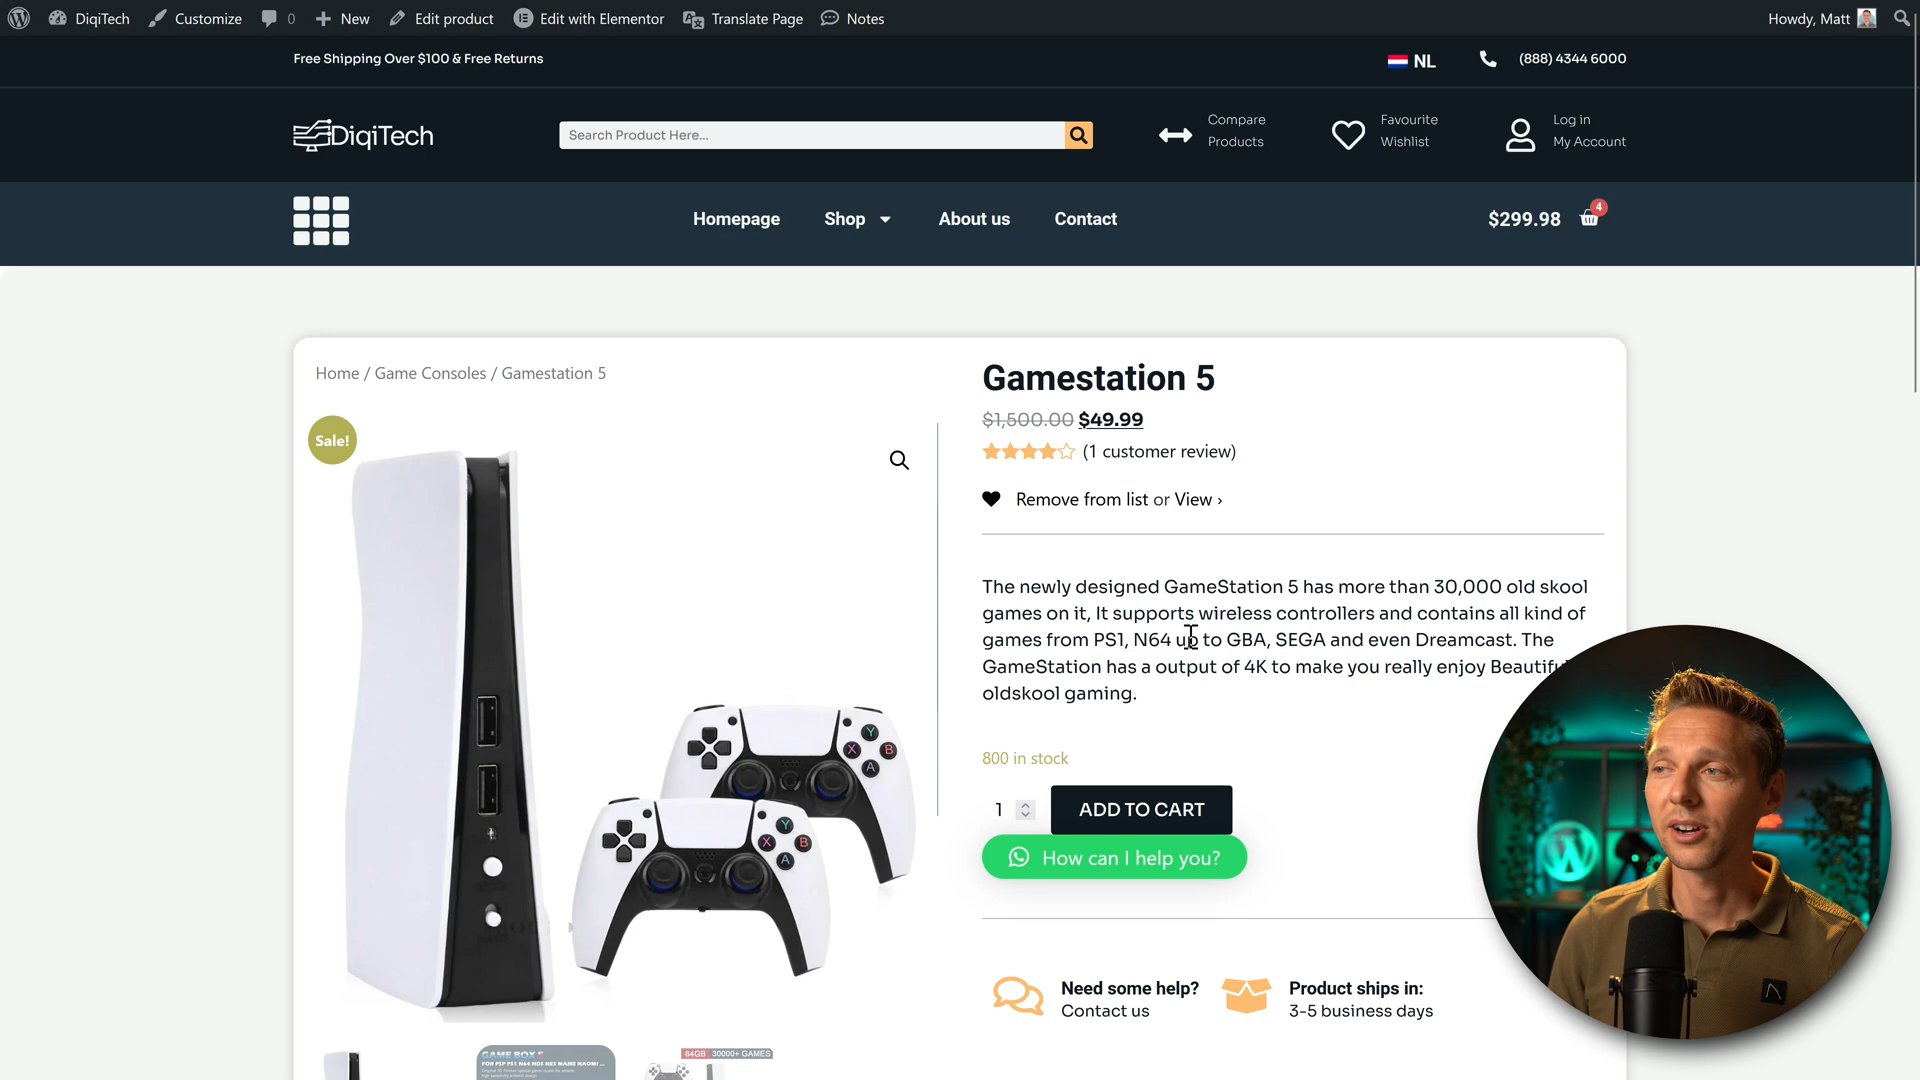 DiqiTech Customize 0 New Edit product Edit with Elementor Translate Page Notes Howdy, Matt
Free Shipping Over $100 & Free Returns NL (888) 4344 6000
DiqiTech
Search Product Here...
Compare
Products
Favourite
Wishlist
Log in
My Account
Homepage Shop About us Contact $299.98 4
Home / Game Consoles / Gamestation 5
Sale!
Gamestation 5
$1,500.00 $49.99
(1 customer review)
Remove from list or View ›
The newly designed GameStation 5 has more than 30,000 old skool
games on it, It supports wireless controllers and contains all kind of
games from PS1, N64 up to GBA, SEGA and even Dreamcast. The
GameStation has a output of 4K to make you really enjoy Beautifu
oldskool gaming.
800 in stock
1 ADD TO CART
How can I help you?
Need some help?
Contact us
Product ships in:
3-5 business days
Y
X B
A
Y
X B
A
GAME BOX 5
64GB 30000+ GAMES